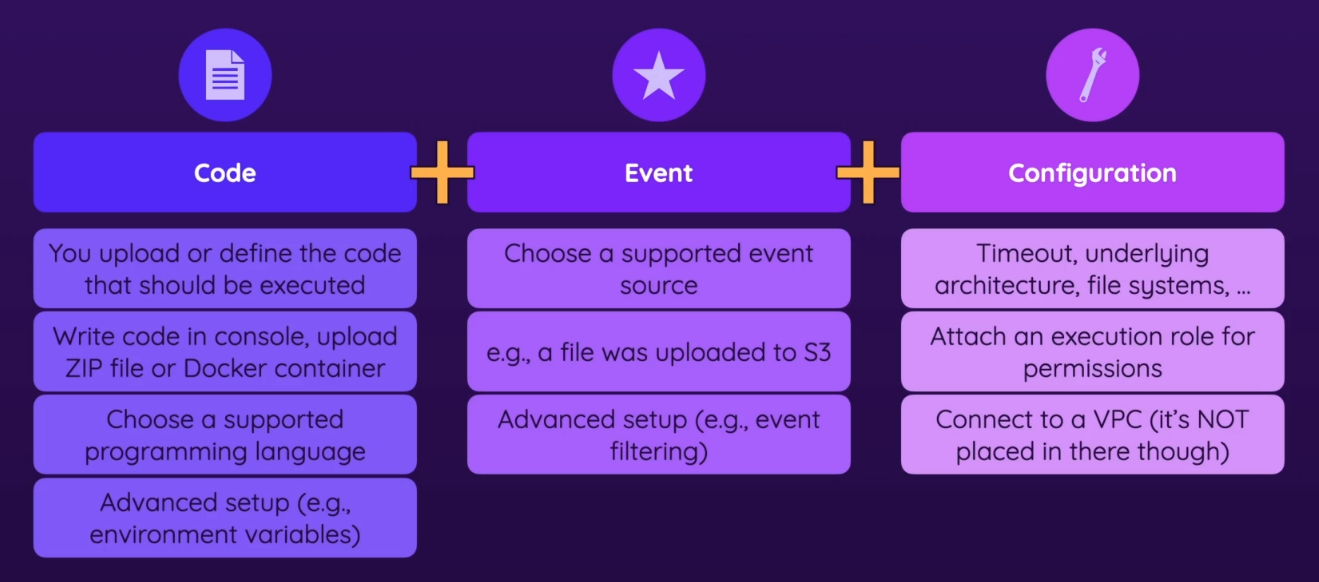 Code
You upload or define the code
that should be executed
Write code in console, upload
ZIP file or Docker container
Choose a supported
programming language
Advanced setup (e.g.,
environment variables)
Event
Choose a supported event
source
e.g., a file was uploaded to S3
Advanced setup (e.g., event
filtering)
Configuration
Timeout, underlying
architecture, file systems, ...
Attach an execution role for
permissions
Connect to a VPC (it’s NOT
placed in there though)